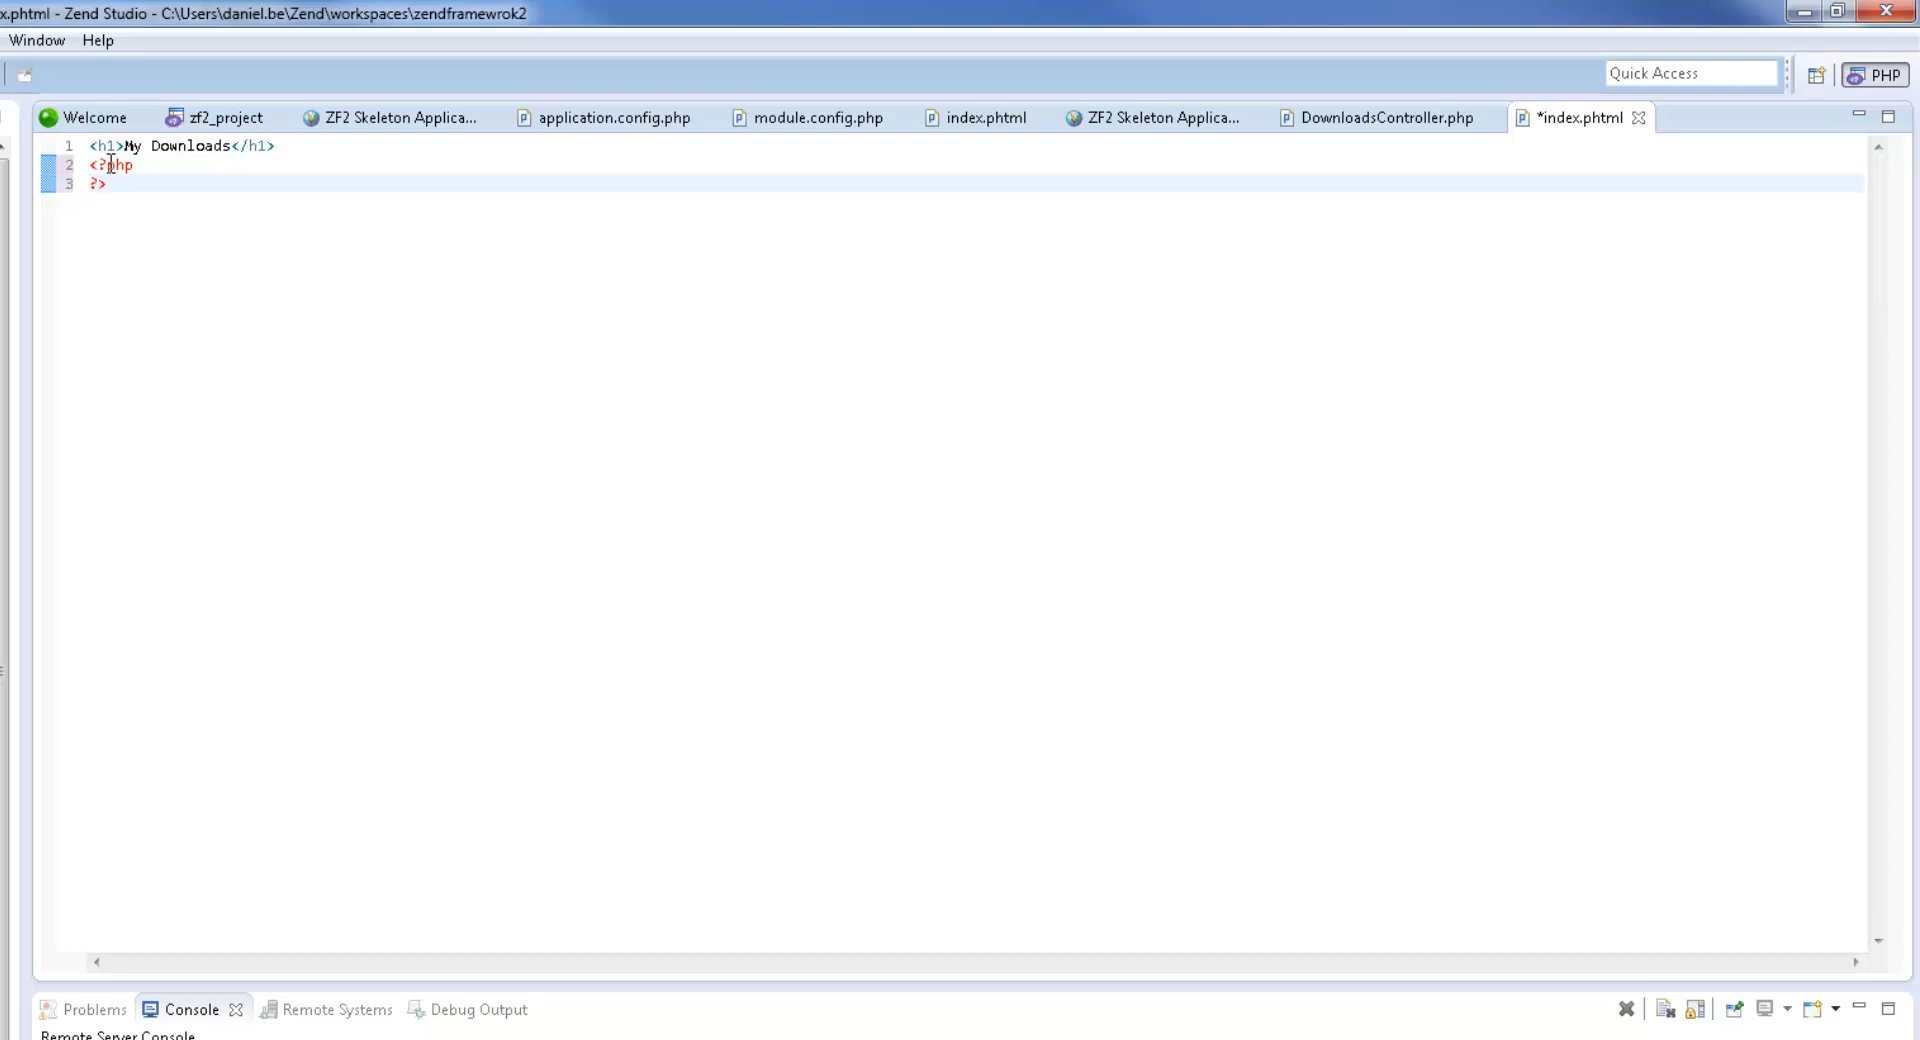 x.phtml - Zend Studio - C:\Users\daniel.be\Zend\workspaces\zendframewrok2
Window Help
Quick Access PHP
Welcome zf2_project ZF2 Skeleton Applica... application.config.php module.config.php index.phtml ZF2 Skeleton Applica... DownloadsController.php *index.phtml
1 <h1>My Downloads</h1>
2 <?php
3 ?>
Problems Console Remote Systems Debug Output
Remote Server Console